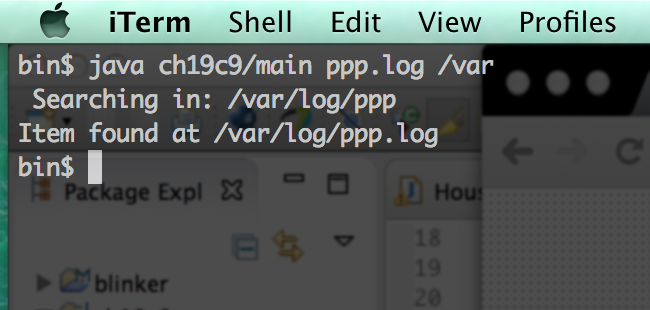 iTerm Shell Edit View Profiles
bin$ java ch19c9/main ppp.log /var
 Searching in: /var/log/ppp
Item found at /var/log/ppp.log
bin$
Package Expl
Hous
18
19
blinker
20